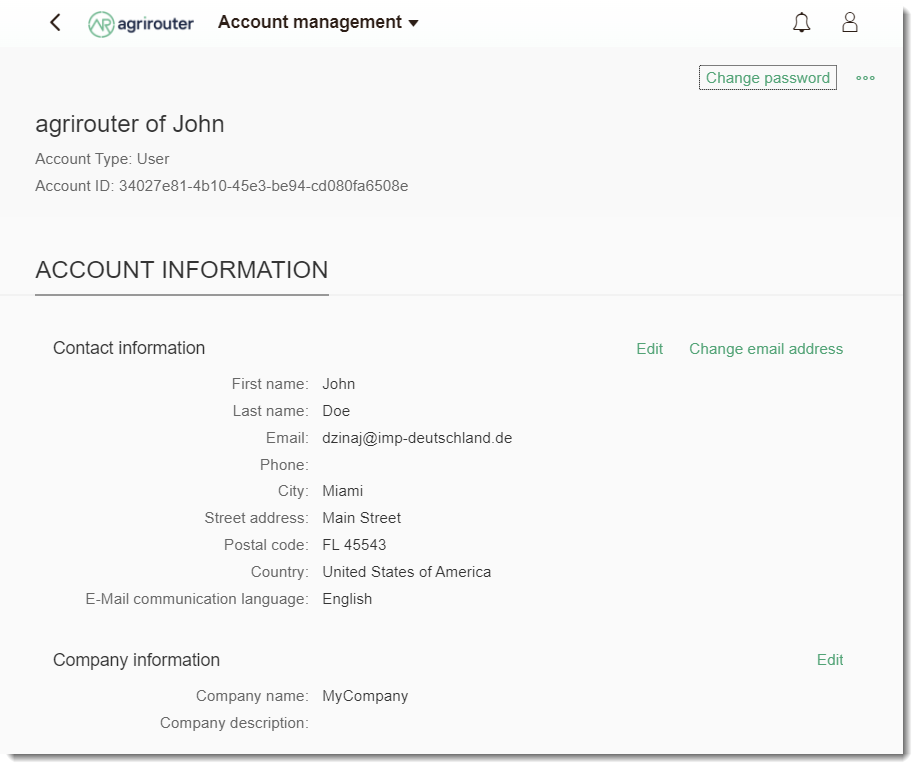 agrirouter Account management
Change password
agrirouter of John
Account Type: User
Account ID: 34027e81-4b10-45e3-be94-cd080fa6508e
ACCOUNT INFORMATION
Contact information Edit Change email address
First name: John
Last name: Doe
Email: dzinaj@imp-deutschland.de
Phone:
City: Miami
Street address: Main Street
Postal code: FL 45543
Country: United States of America
E-Mail communication language: English
Company information Edit
Company name: MyCompany
Company description: